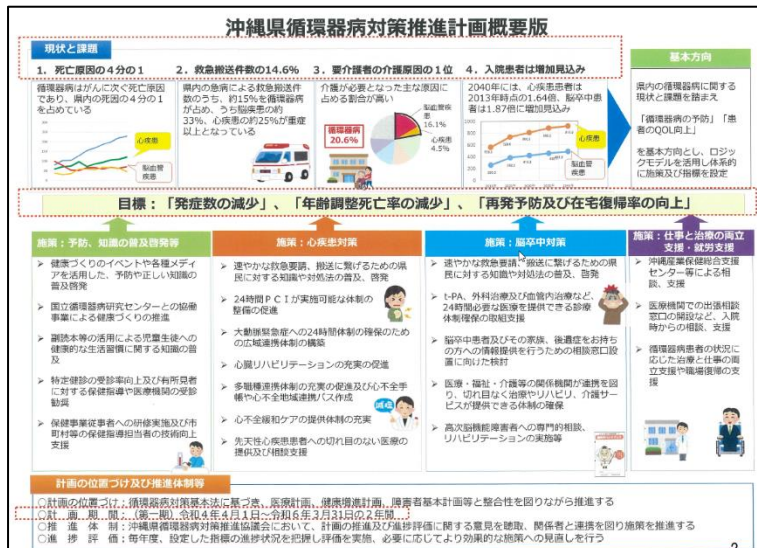 沖縄県循環器病対策推進計画概要版
現状と課題
1. 死亡原因の4分の1
循環器病はがんに次ぐ死亡原因
であり、県内の死因の4分の1
を占めている
心疾患
脳血管
疾患
2. 救急搬送件数の14.6%
県内の急病による救急搬送件
数のうち、約15%を循環器病
が占め、うち脳疾患の約
33%、心疾患の約25%が重症
以上となっている
3. 要介護者の介護原因の1位
介護が必要となった主な原因に
占める割合が高い
循環器病
20.6%
脳血管疾
患
16.1%
心疾患
4.5%
4. 入院患者は増加見込み
2040年には、心疾患患者は
2013年時点の1.64倍、脳卒中患
者は1.87倍に増加見込み
心疾患
脳血管
疾患
基本方向
県内の循環器病に関する
現状と課題を踏まえ
「循環器病の予防」「患
者のQOL向上」
を基本方向とし、ロジッ
クモデルを活用し体系的
に施策及び指標を設定
目標:「発症数の減少」、「年齢調整死亡率の減少」、「再発予防及び在宅復帰率の向上」
施策:予防、知識の普及啓発等
➢ 健康づくりのイベントや各種メディ
アを活用した、予防や正しい知識の
普及啓発
➢ 国立循環器病研究センターとの協働
事業による健康づくりの推進
➢ 副読本等の活用による児童生徒への
健康的な生活習慣に関する知識の普
及
➢ 特定健診の受診率向上及び有所見者
に対する保健指導や医療機関の受診
勧奨
➢ 保健事業従事者への研修実施及び市
町村等の保健指導担当者の技術向上
支援
施策:心疾患対策
➢ 速やかな救急要請、搬送に繋げるための県
民に対する知識や対処法の普及、啓発
➢ 24時間PCIが実施可能な体制の
整備の促進
➢ 大動脈緊急症への24時間体制の確保のため
の広域連携体制の構築
➢ 心臓リハビリテーションの充実の促進
➢ 多職種連携体制の充実の促進及び心不全手
帳や心不全地域連携パス作成
➢ 心不全緩和ケアの提供体制の充実
➢ 先天性心疾患患者への切れ目のない医療の
提供及び相談支援
減塩
施策:脳卒中対策
➢ 速やかな救急要請、搬送に繋げるための県
民に対する知識や対処法の普及、啓発
➢ t-PA、外科治療及び血管内治療など、
24時間必要な医療を提供できる診療
体制確保の取組支援
➢ 脳卒中患者及びその家族、後遺症をお持ち
の方への情報提供を行うための相談窓口設
置に向けた検討
➢ 医療・福祉・介護等の関係機関が連携を図
り、切れ目なく治療やリハビリ、介護サー
ビスが提供できる体制の確保
➢ 高次脳機能障害者への専門的相談、
リハビリテーションの実施等
施策:仕事と治療の両立
支援・就労支援
➢ 沖縄産業保健総合支援
センター等による相
談、支援
➢ 医療機関での出張相談
窓口の開設など、入院
時からの相談、支援
➢ 循環器病患者の状況に
応じた治療と仕事の両
立支援や職場復帰の支
援
計画の位置づけ及び推進体制等
○計画の位置づけ:循環器病対策基本法に基づき、医療計画、健康増進計画、障害者基本計画等と整合性を図りながら推進する
○計 画 期 間:(第一期)令和4年4月1日~令和6年3月31日の2年間
○推 進 体 制:沖縄県循環器病対策推進協議会において、計画の推進及び進捗評価に関する意見を聴取、関係者と連携を図り施策を推進する
○進 捗 評 価:毎年度、設定した指標の進捗状況を把握し評価を実施、必要に応じてより効果的な施策への見直しを行う
2